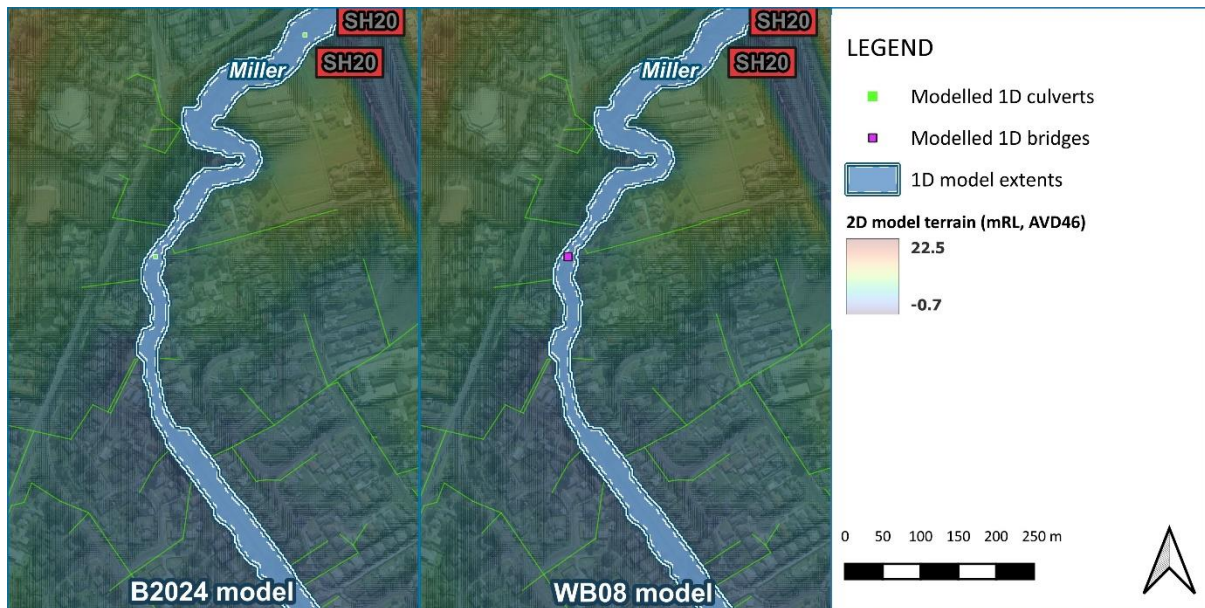 SH20
SH20
Miller
B2024 model
SH20
SH20
Miller
WB08 model
LEGEND
Modelled 1D culverts
Modelled 1D bridges
1D model extents
2D model terrain (mRL, AVD46)
22.5
-0.7
0 50 100 150 200 250 m